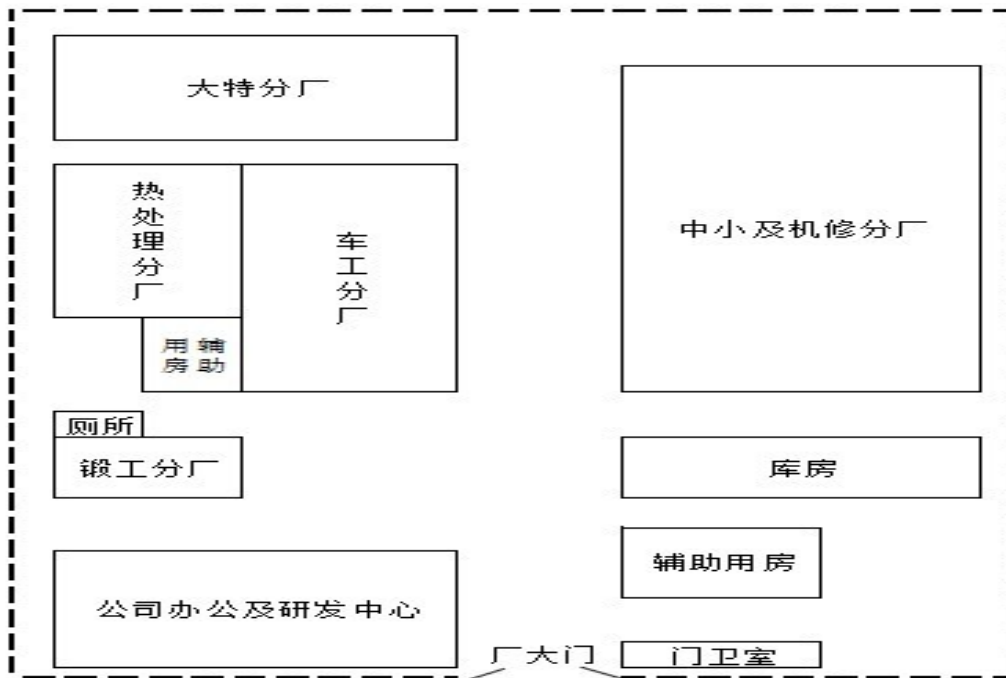 大特分厂
热处理分厂
车工分厂
中小及机修分厂
辅助
用房
厕所
锻工分厂
库房
辅助用房
公司办公及研发中心
厂大门
门卫室